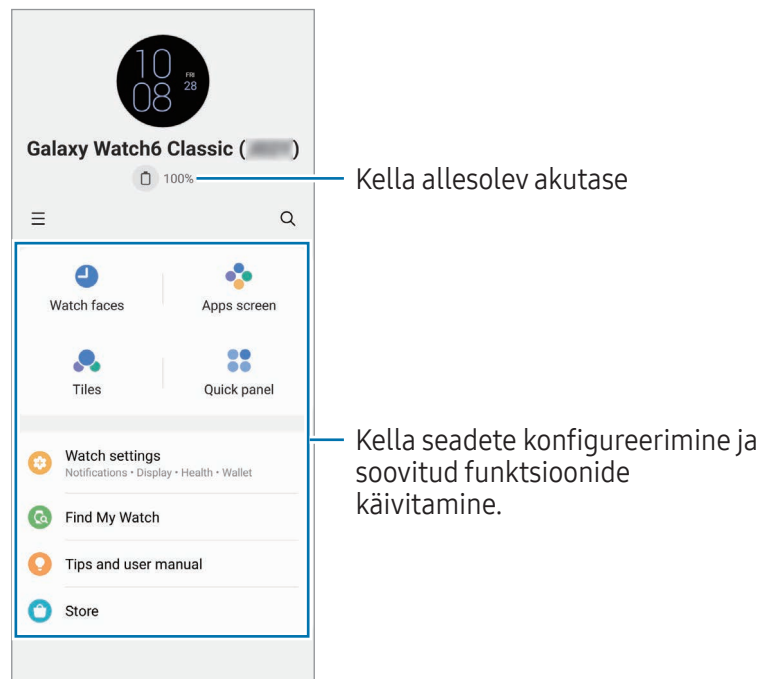 10
08
FRI
28
Galaxy Watch6 Classic ( )
100%
Kella allesolev akutase
Watch faces
Apps screen
Tiles
Quick panel
Kella seadete konfigureerimine ja
soovitud funktsioonide
käivitamine.
Watch settings
Notifications • Display • Health • Wallet
Find My Watch
Tips and user manual
Store